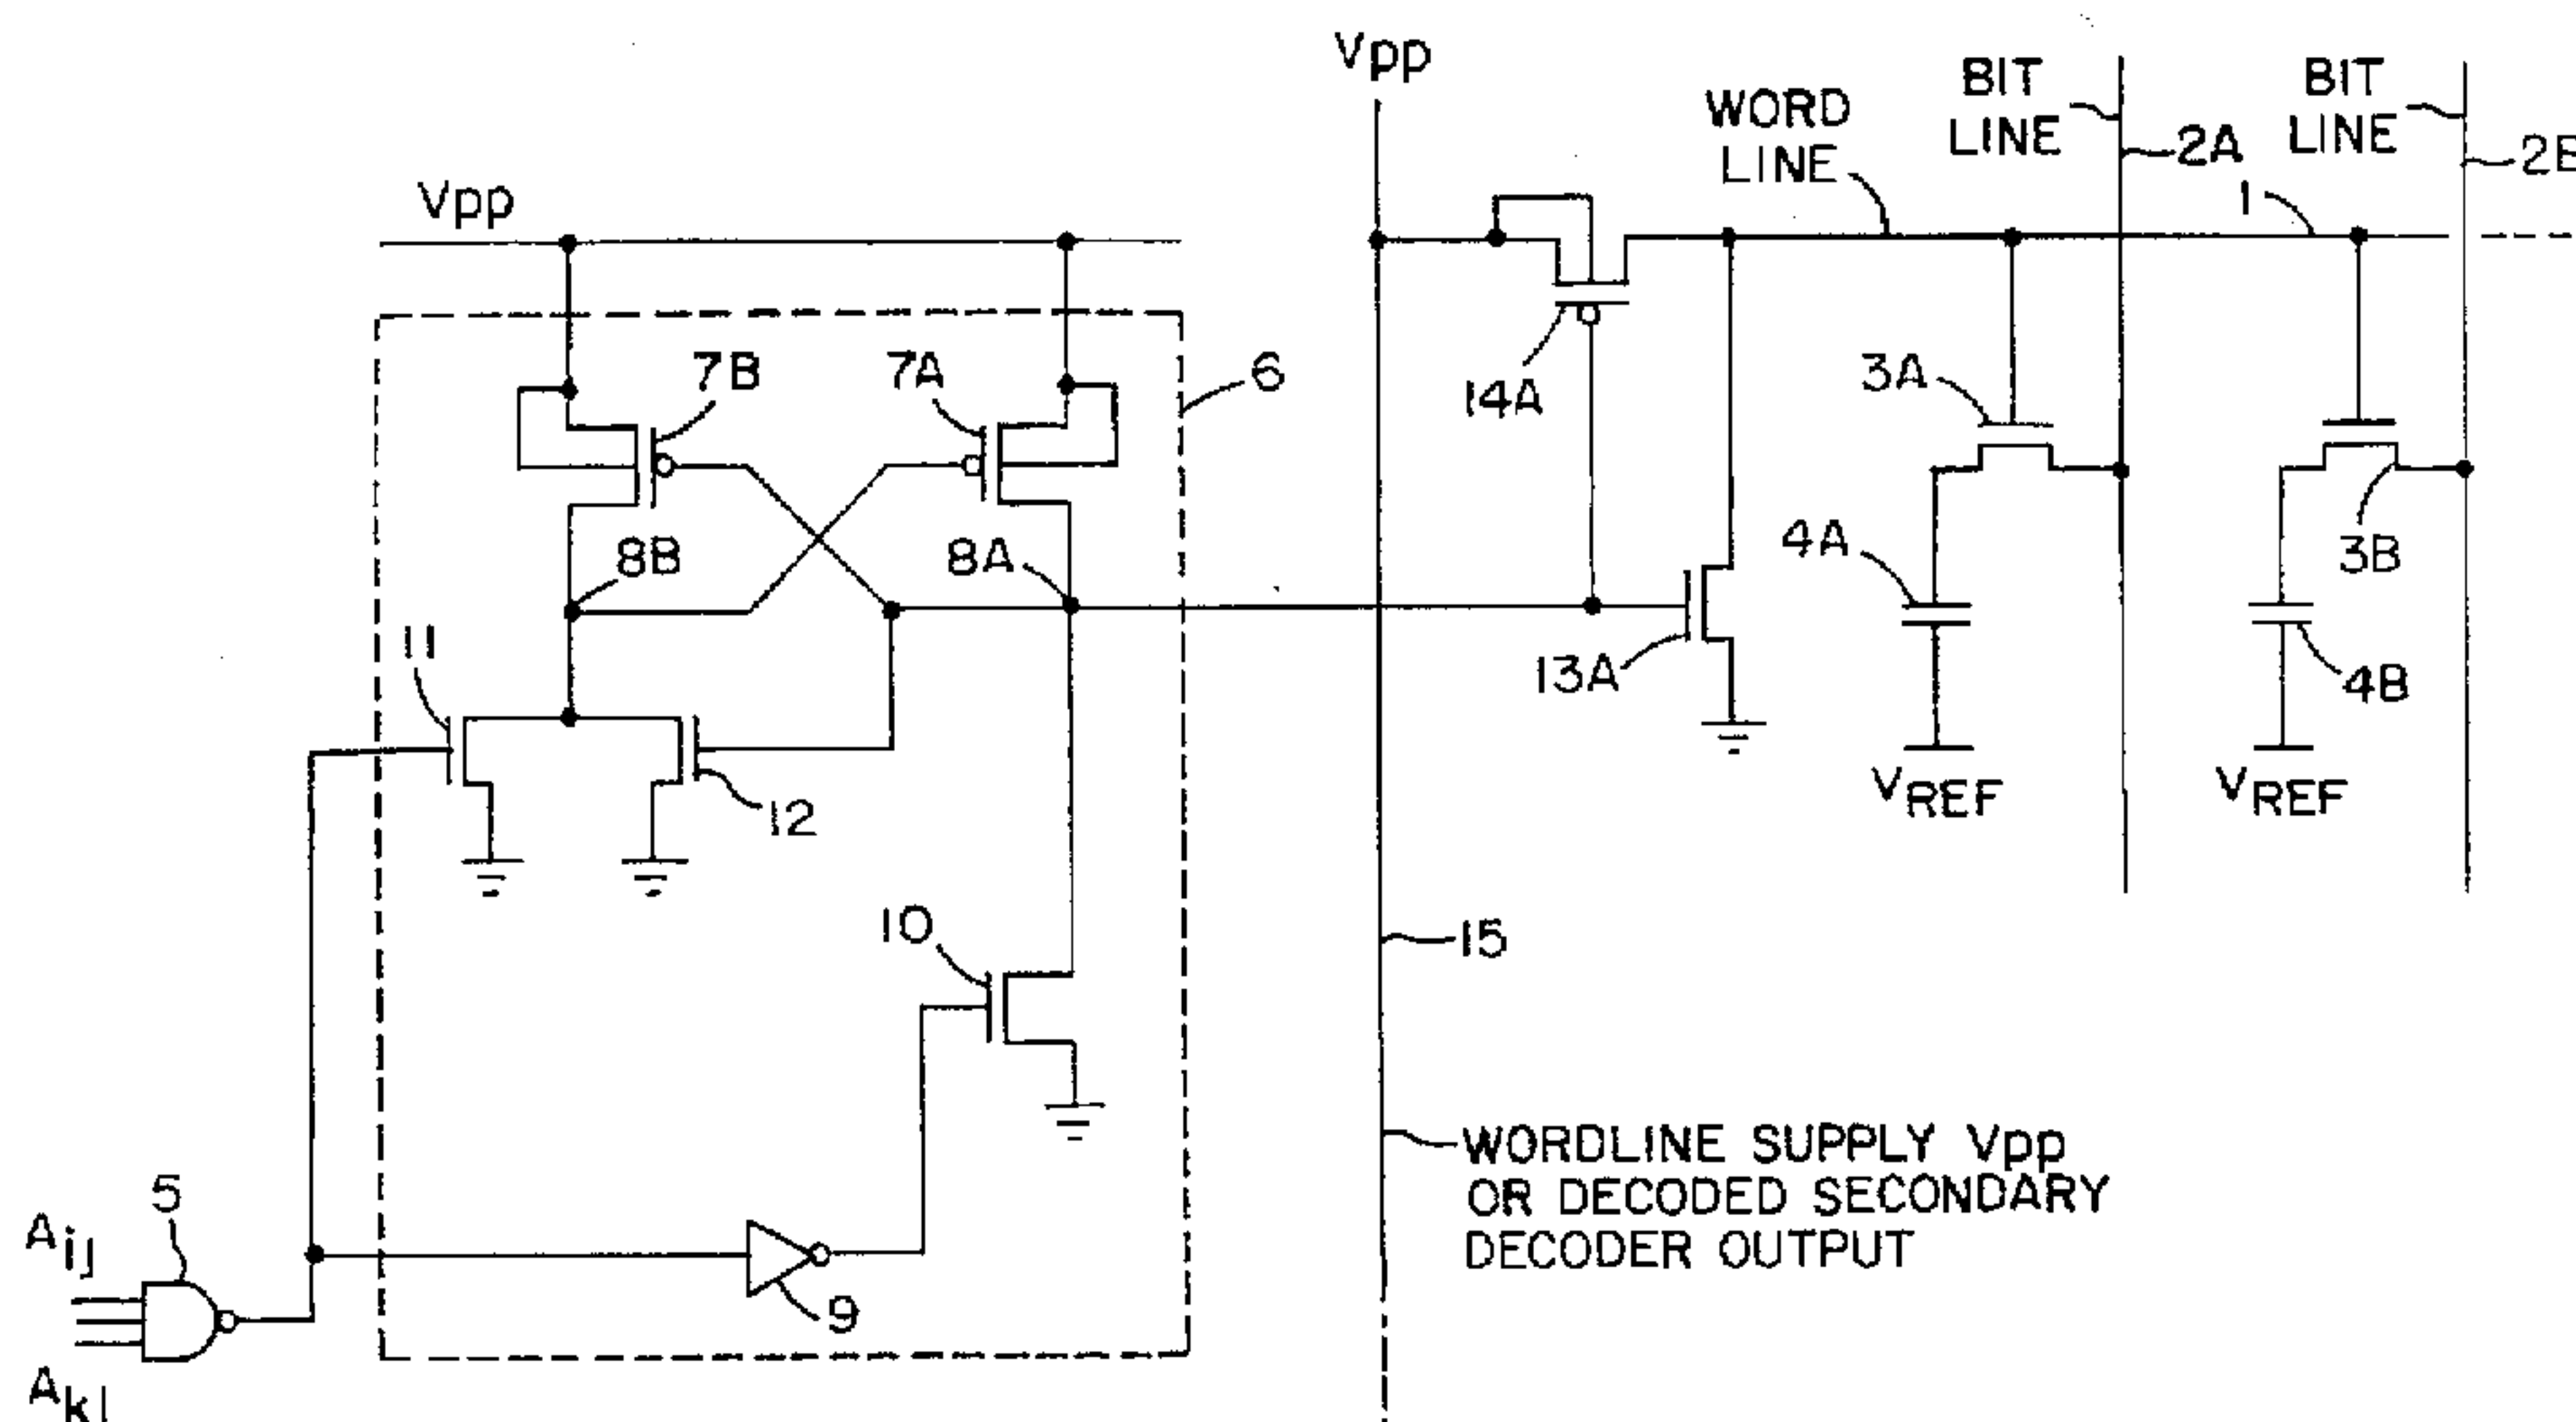 Vpp
BIT
LINE
BIT
LINE
WORD
LINE
2A
2B
1
Vpp
7B
7A
6
14A
3A
8B
8A
4A
3B
11
13A
4B
12
VREF
VREF
10
15
WORDLINE SUPPLY Vpp
OR DECODED SECONDARY
DECODER OUTPUT
5
Aij
9
Akl